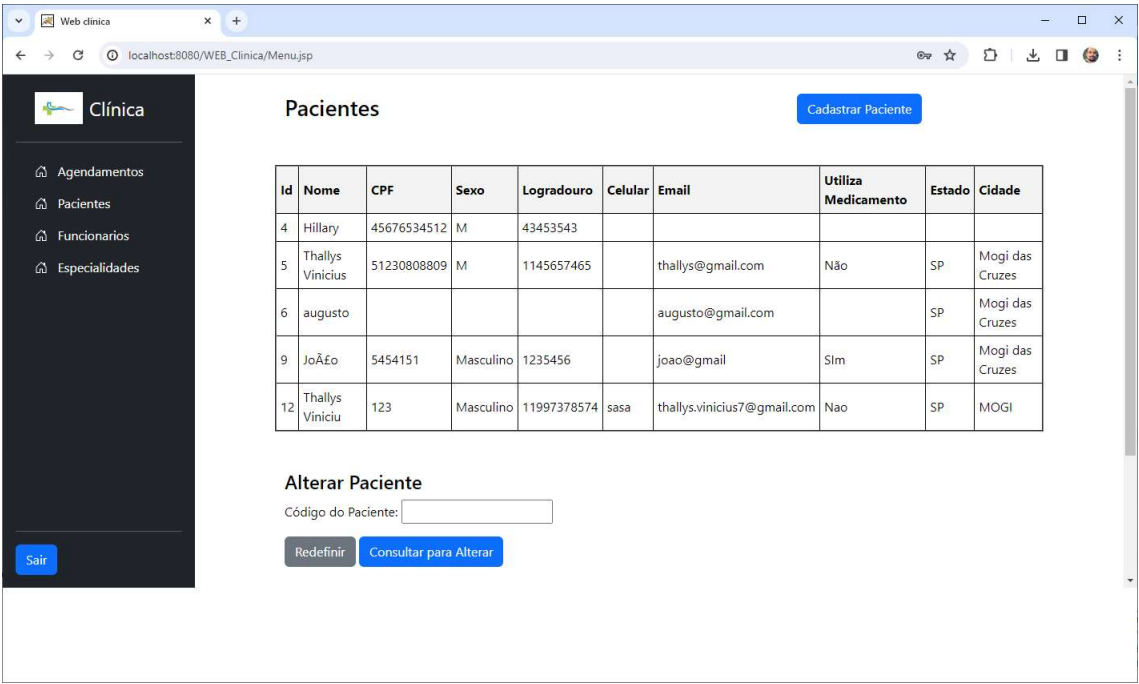 Web clínica
localhost:8080/WEB_Clinica/Menu.jsp
Clínica
Agendamentos
Pacientes
Funcionarios
Especialidades
Sair
Pacientes
Cadastrar Paciente
Id Nome CPF Sexo Logradouro Celular Email Utiliza Medicamento Estado Cidade
4 Hillary 45676534512 M 43453543
5 Thallys Vinicius 51230808809 M 1145657465 thallys@gmail.com Não SP Mogi das Cruzes
6 augusto augusto@gmail.com SP Mogi das Cruzes
9 JoÃ£o 5454151 Masculino 1235456 joao@gmail SIm SP Mogi das Cruzes
12 Thallys Viniciu 123 Masculino 11997378574 sasa thallys.vinicius7@gmail.com Nao SP MOGI
Alterar Paciente
Código do Paciente:
Redefinir Consultar para Alterar